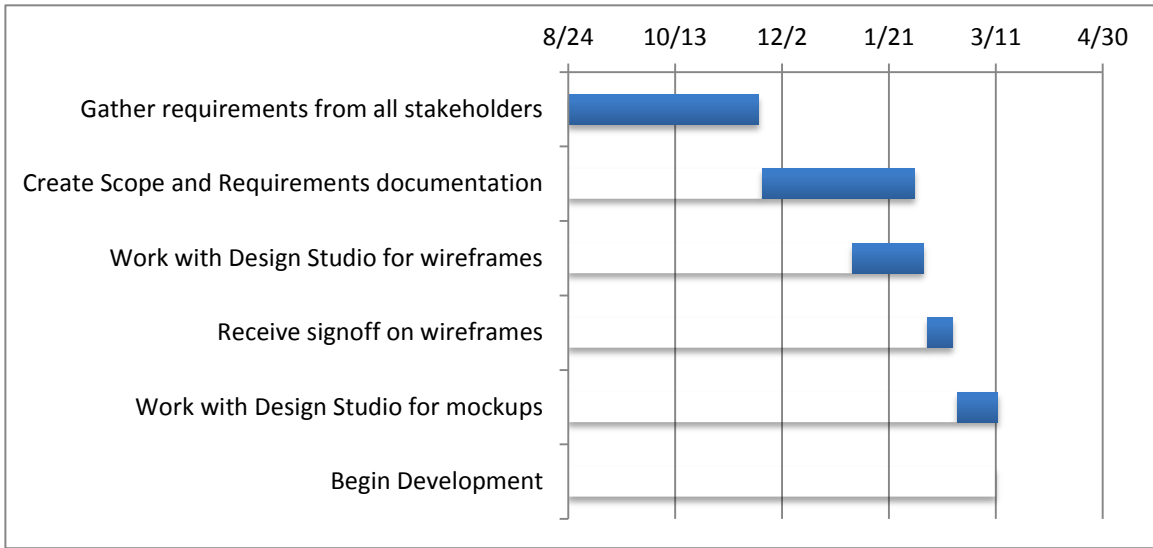 8/24 10/13 12/2 1/21 3/11 4/30
Gather requirements from all stakeholders
Create Scope and Requirements documentation
Work with Design Studio for wireframes
Receive signoff on wireframes
Work with Design Studio for mockups
Begin Development